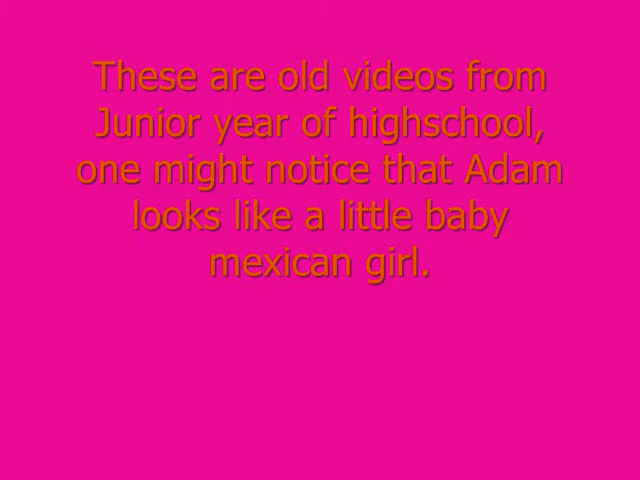 These are old videos from
Junior year of highschool,
one might notice that Adam
looks like a little baby
mexican girl.